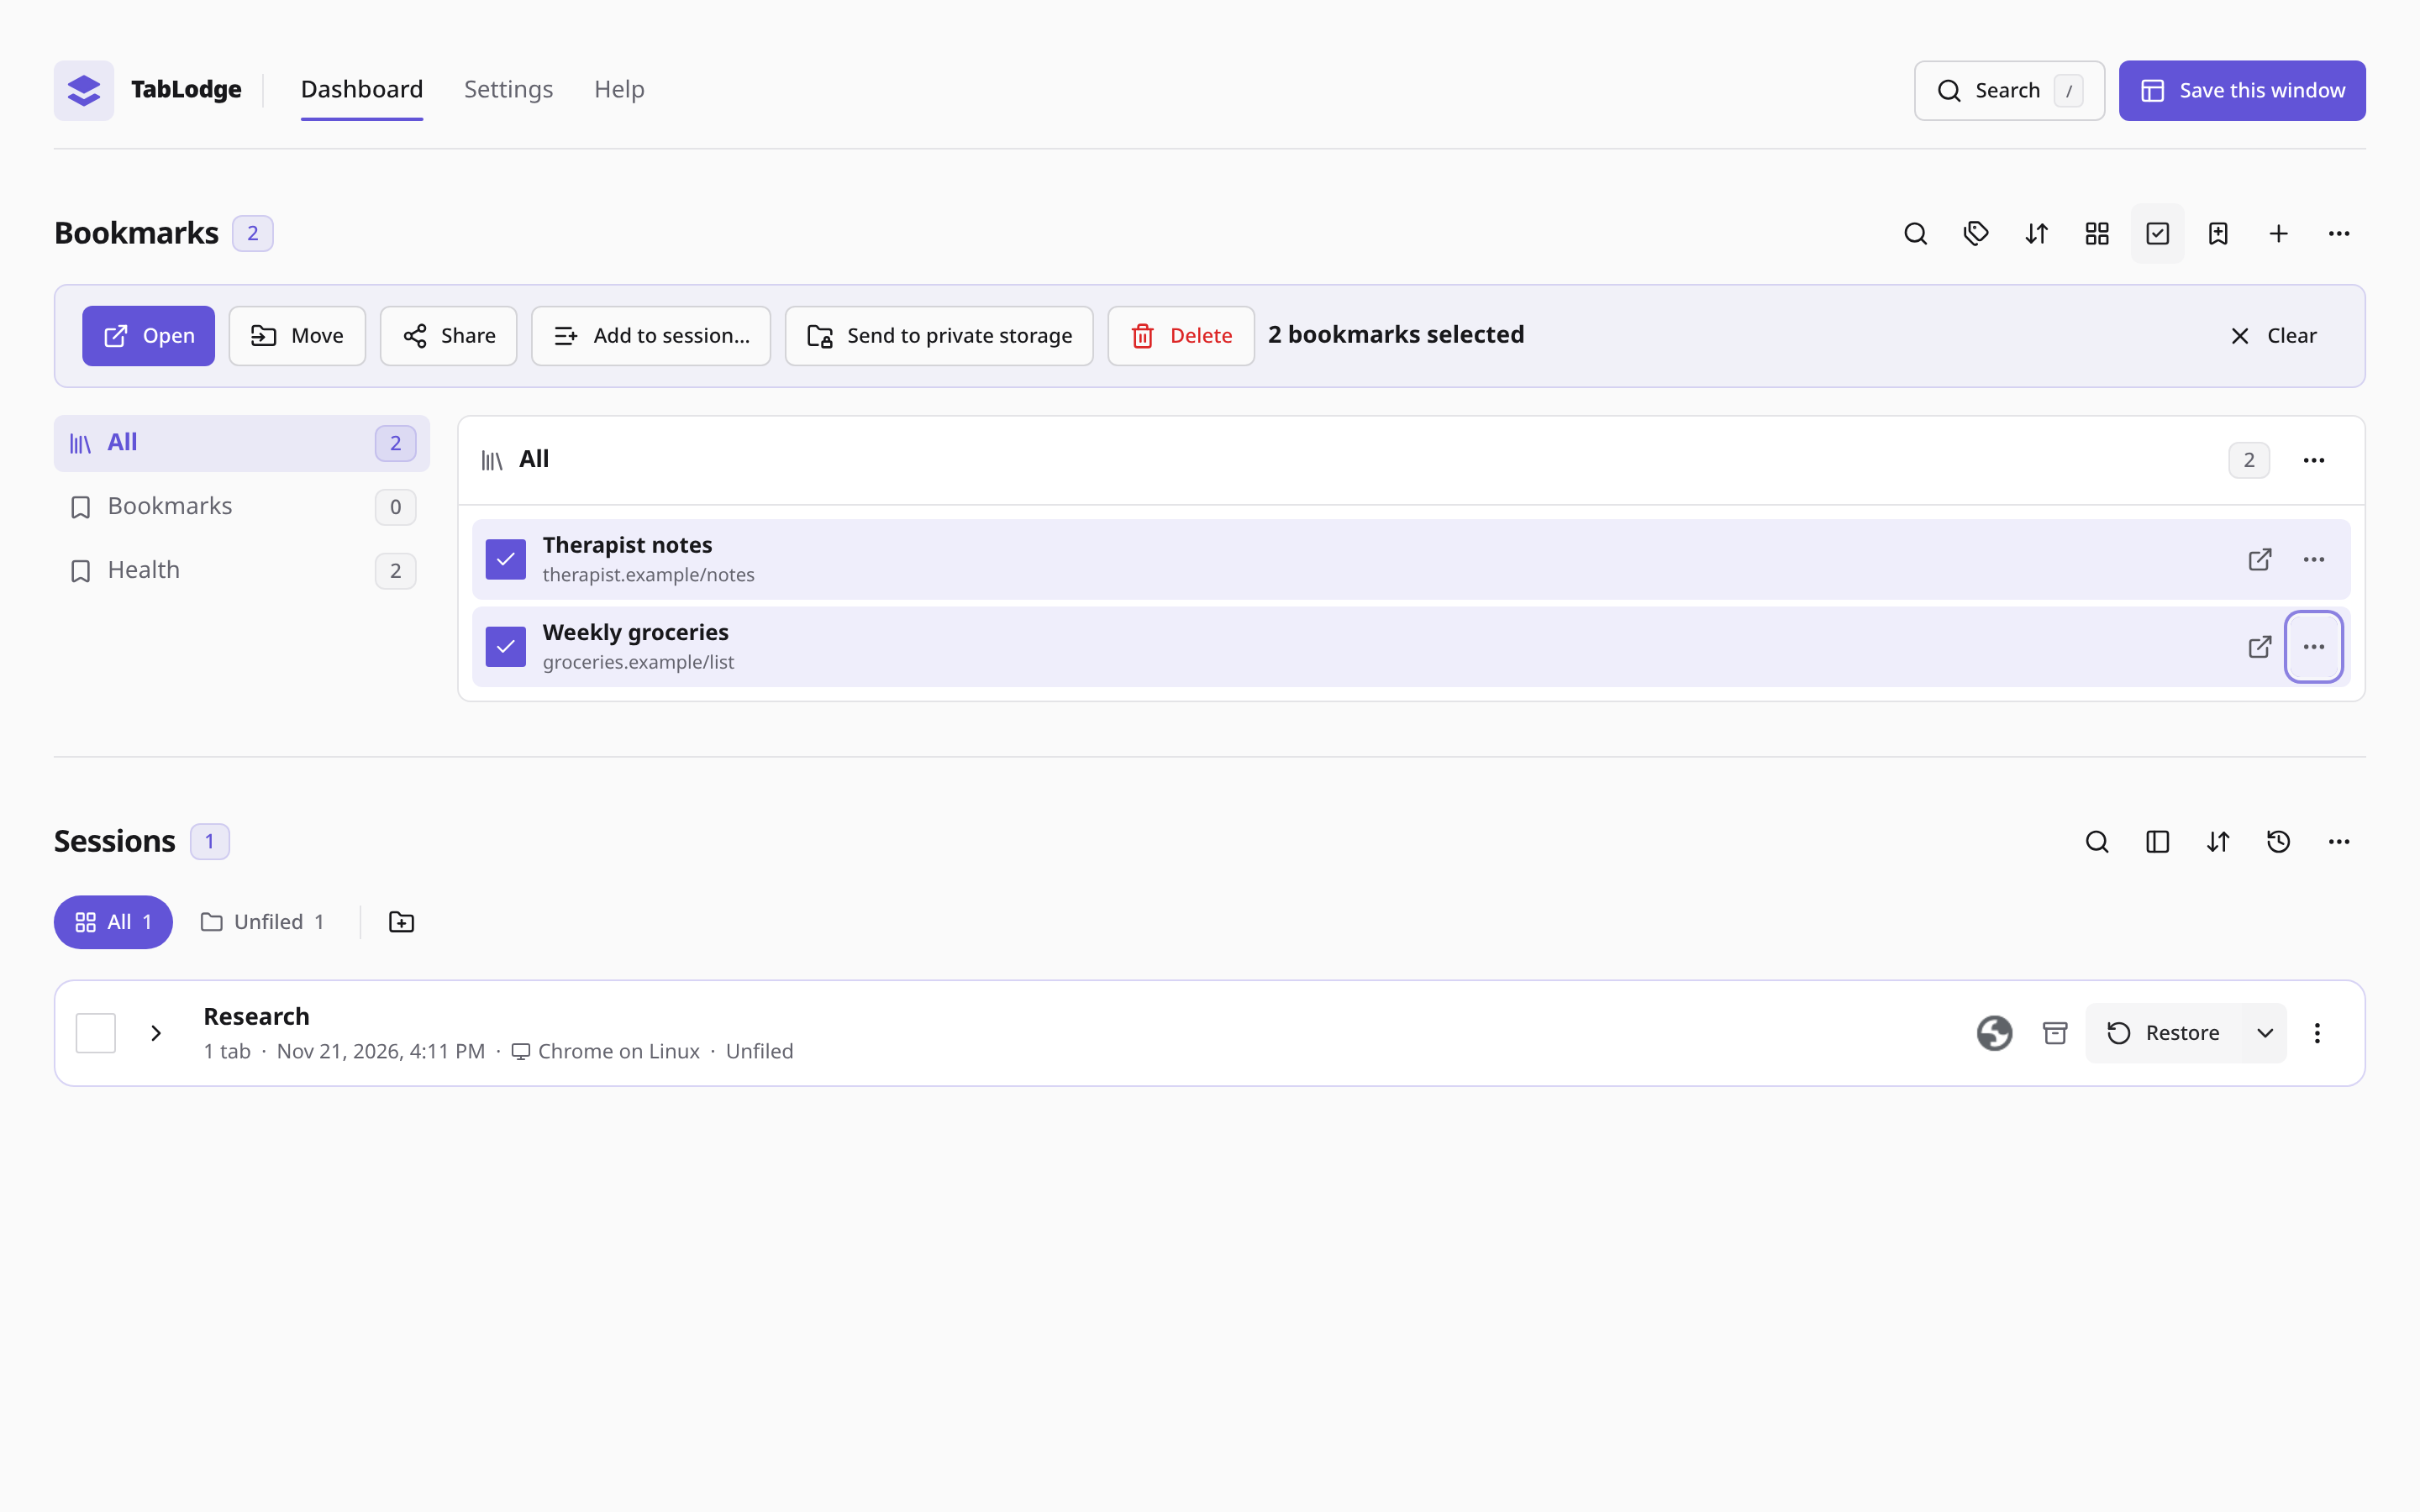 TabLodge Dashboard Settings Help Search / Save this window
Bookmarks 2
Open Move Share Add to session... Send to private storage Delete 2 bookmarks selected Clear
All 2
Bookmarks 0
Health 2
All 2
Therapist notes
therapist.example/notes
Weekly groceries
groceries.example/list
Sessions 1
All 1 Unfiled 1
Research
1 tab · Nov 21, 2026, 4:11 PM · Chrome on Linux · Unfiled
Restore